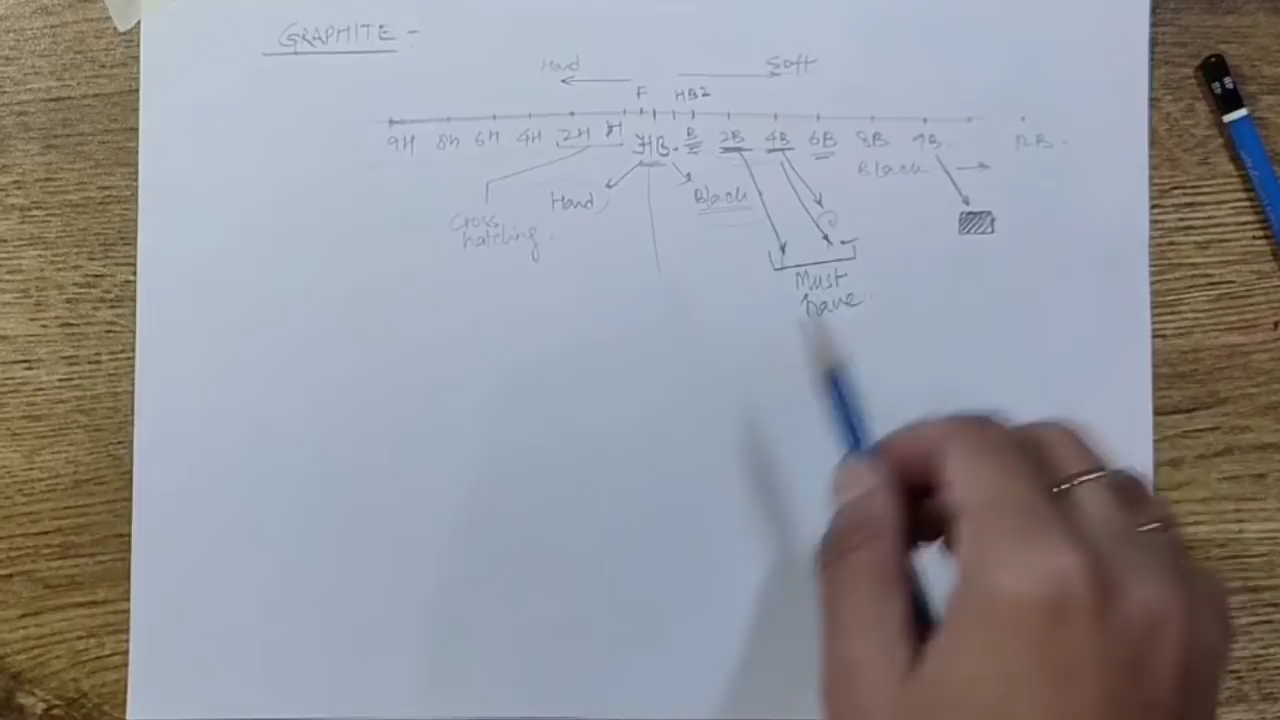 GRAPHITE -
Hard Soft
F HB2
9H 8H 6H 4H 2H H HB. B 2B 4B 6B 8B 9B. 12B.
Black
Hard Black
Cross
hatching.
Must
have.